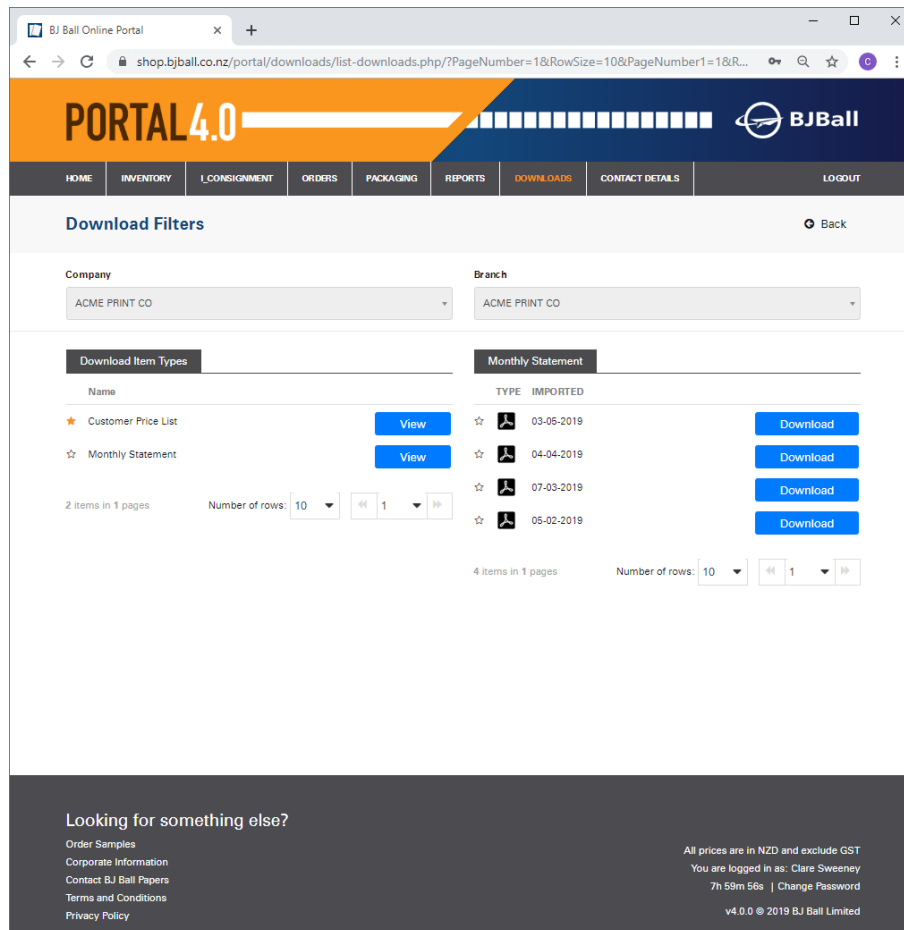 BJ Ball Online Portal
shop.bjball.co.nz/portal/downloads/list-downloads.php/?PageNumber=1&RowSize=10&PageNumber1=1&R...
C
PORTAL4.0
BJBall
HOME INVENTORY I_CONSIGNMENT ORDERS PACKAGING REPORTS DOWNLOADS CONTACT DETAILS LOGOUT
Download Filters
Back
Company
ACME PRINT CO
Branch
ACME PRINT CO
Download Item Types
Name
Customer Price List View
Monthly Statement View
2 items in 1 pages Number of rows: 10 1
Monthly Statement
TYPE IMPORTED
03-05-2019 Download
04-04-2019 Download
07-03-2019 Download
05-02-2019 Download
4 items in 1 pages Number of rows: 10 1
Looking for something else?
Order Samples
Corporate Information
Contact BJ Ball Papers
Terms and Conditions
Privacy Policy
All prices are in NZD and exclude GST
You are logged in as: Clare Sweeney
7h 59m 56s | Change Password
v4.0.0 © 2019 BJ Ball Limited